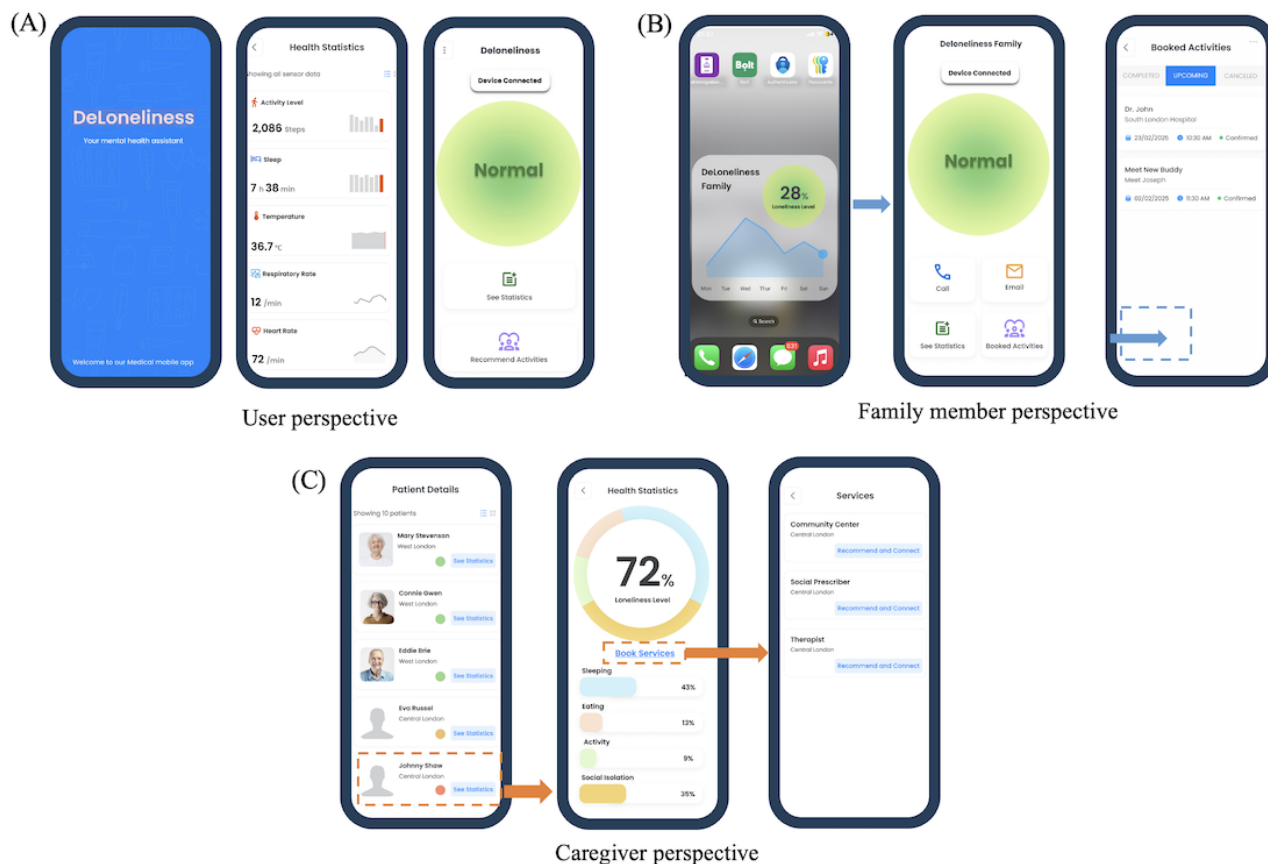 (A)
DeLoneliness
Your mental health assistant
Welcome to our Medical mobile app
Health Statistics
Showing all sensor data
Activity Level
2,086 Steps
Sleep
7 h 38 min
Temperature
36.7 °C
Respiratory Rate
12 /min
Heart Rate
72 /min
Deloneliness
Device Connected
Normal
See Statistics
Recommend Activities
User perspective
(B)
Bolt
DeLoneliness
Family
28%
Loneliness Level
Mon Tue Wed Thur Fri Sat Sun
Search
531
Deloneliness Family
Device Connected
Normal
Call
Email
See Statistics
Booked Activities
Booked Activities
COMPLETED UPCOMING CANCELED
Dr. John
South London Hospital
23/02/2025 10:30 AM Confirmed
Meet New Buddy
Meet Joseph
02/02/2025 11:30 AM Confirmed
Family member perspective
(C)
Patient Details
Showing 10 patients
Mary Stevenson
West London
See Statistics
Connie Gwen
West London
See Statistics
Eddie Brie
West London
See Statistics
Eva Russel
Central London
See Statistics
Johnny Shaw
Central London
See Statistics
Health Statistics
72%
Loneliness Level
Book Services
Sleeping
43%
Eating
13%
Activity
9%
Social Isolation
35%
Services
Community Center
Central London
Recommend and Connect
Social Prescriber
Central London
Recommend and Connect
Therapist
Central London
Recommend and Connect
Caregiver perspective